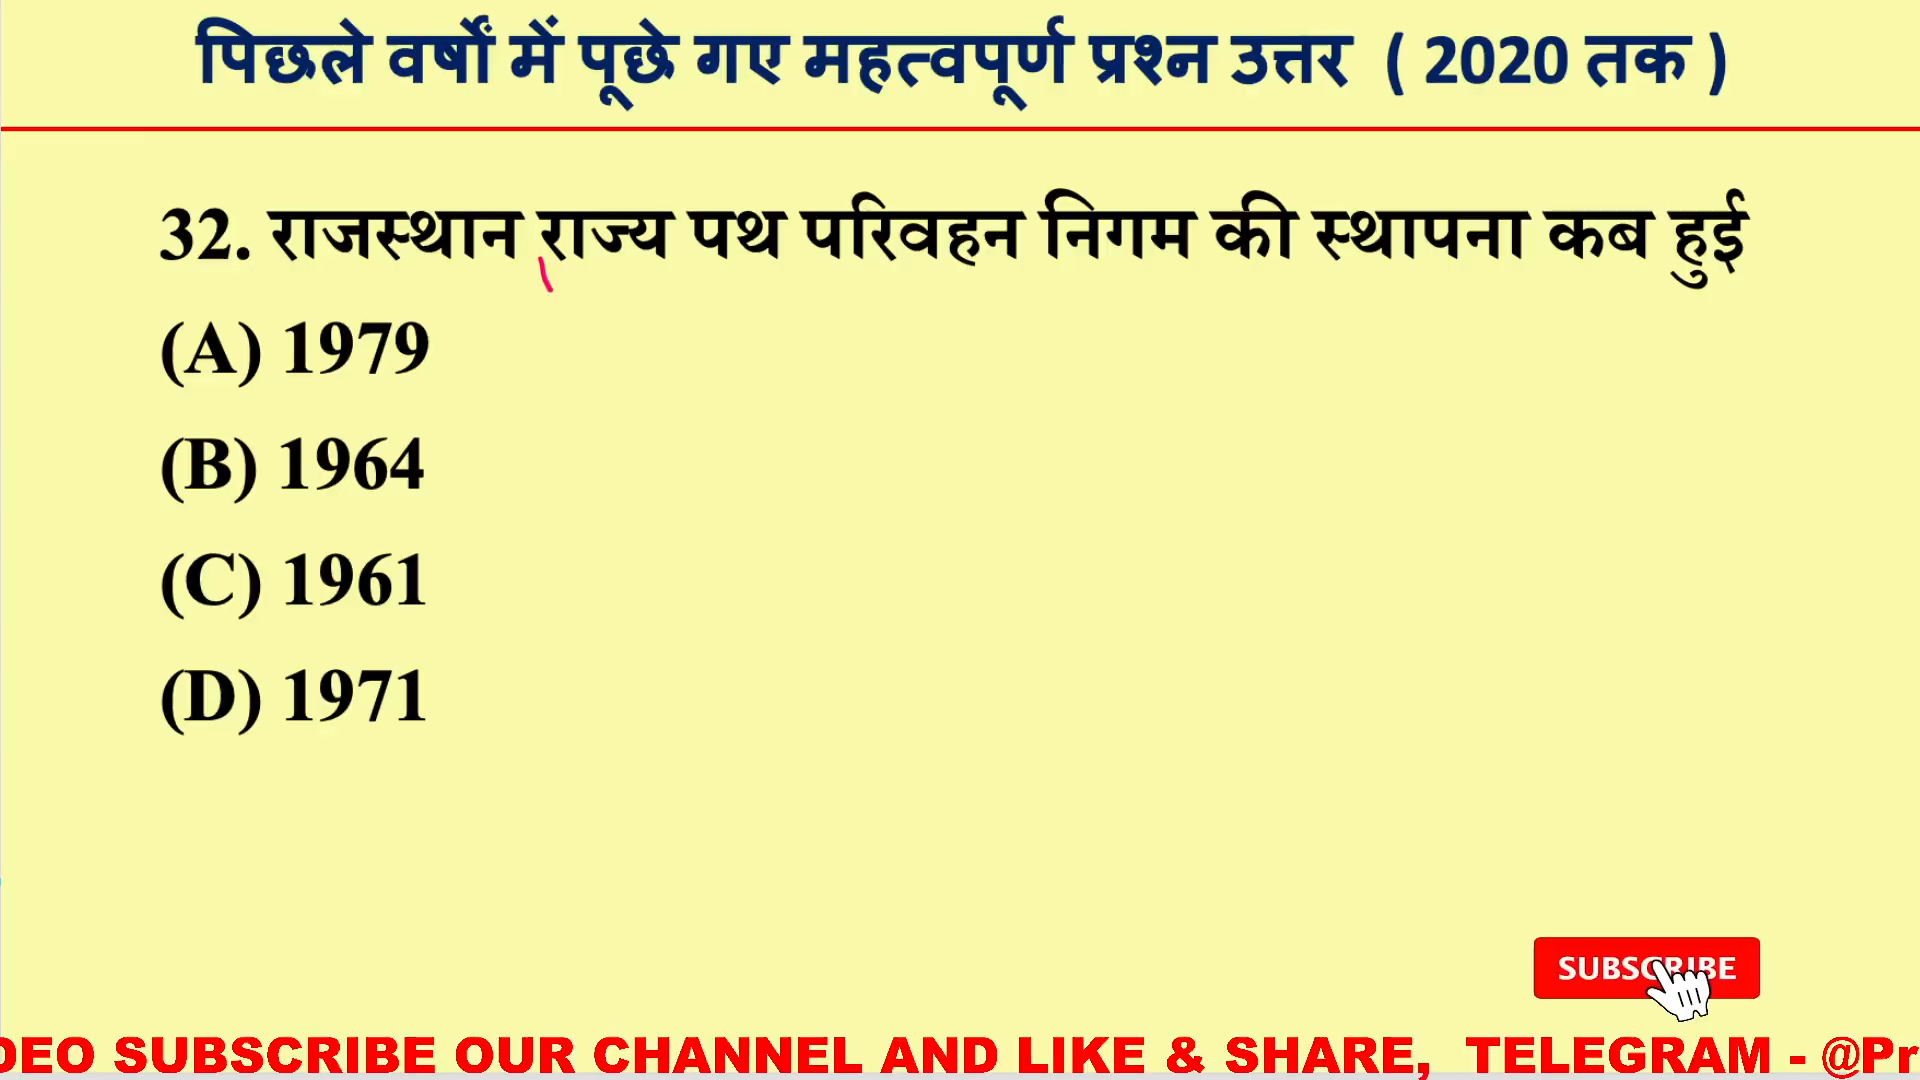 पिछले वर्षों में पूछे गए महत्वपूर्ण प्रश्न उत्तर ( 2020 तक )
32. राजस्थान राज्य पथ परिवहन निगम की स्थापना कब हुई
(A) 1979
(B) 1964
(C) 1961
(D) 1971
SUBSCRIBE
DEO SUBSCRIBE OUR CHANNEL AND LIKE & SHARE, TELEGRAM - @Pr